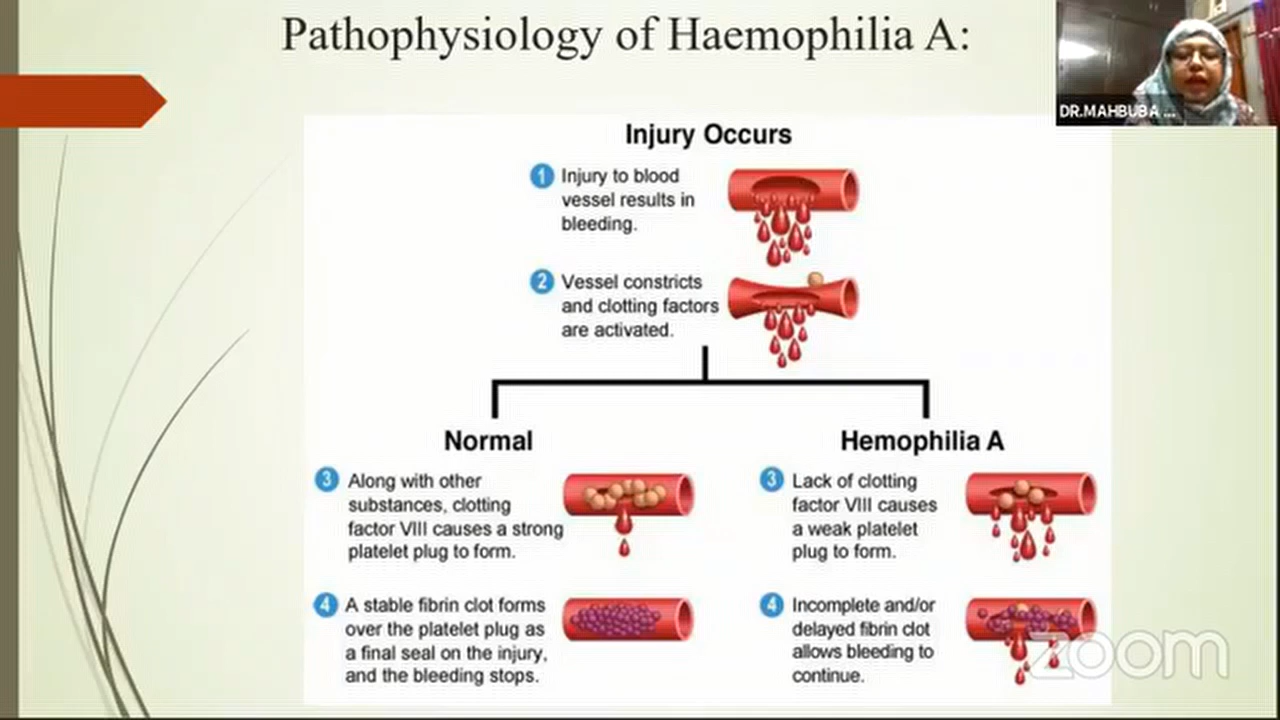 Pathophysiology of Haemophilia A:
DR.MAHBUBA ...
Injury Occurs
1 Injury to blood
vessel results in
bleeding.
2 Vessel constricts
and clotting factors
are activated.
Normal
3 Along with other
substances, clotting
factor VIII causes a strong
platelet plug to form.
4 A stable fibrin clot forms
over the platelet plug as
a final seal on the injury,
and the bleeding stops.
Hemophilia A
3 Lack of clotting
factor VIII causes
a weak platelet
plug to form.
4 Incomplete and/or
delayed fibrin clot
allows bleeding to
continue.
zoom